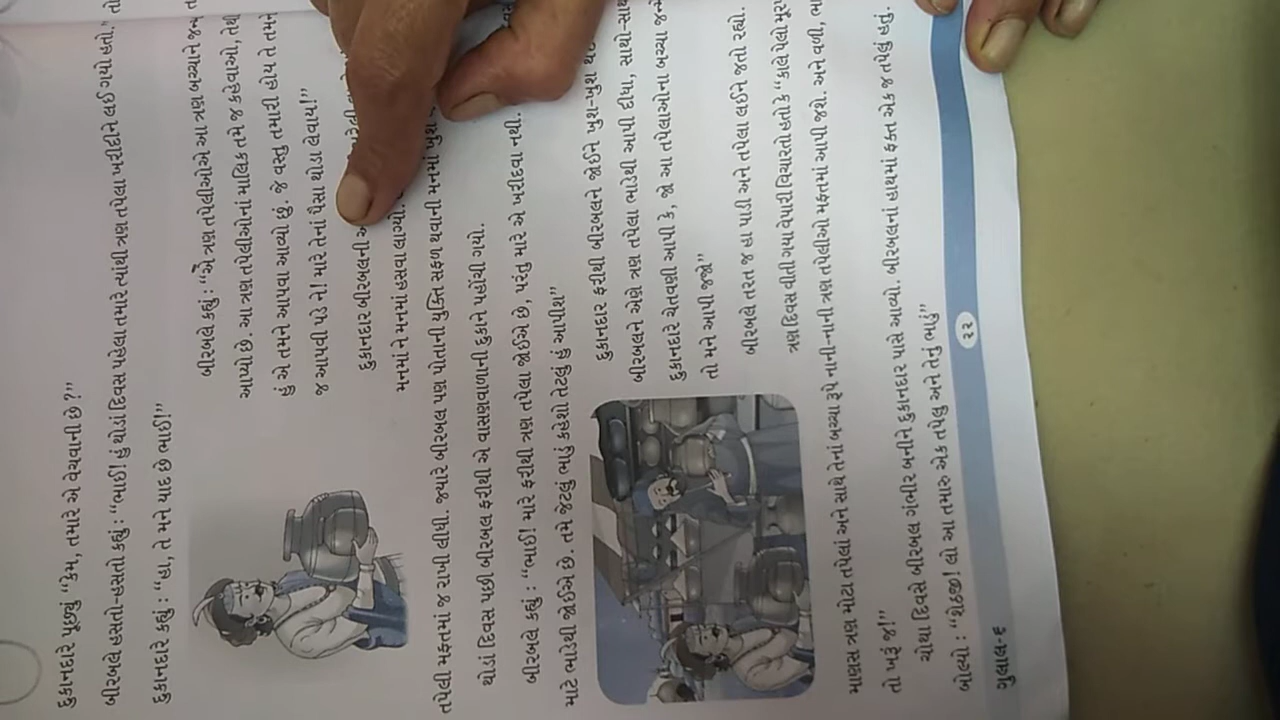 દુકાનદારે પૂછ્યું “કેમ, તમારે એ વેચવાની છે ?”
બીરબલે હસતો-હસતો કહ્યું : “ભાઈ! હું થોડાં દિવસ પહેલા તમારે ત્યાંથી ત્રણ તપેલા ખરીદીને લઈ ગયો હતો.”
દુકાનદારે કહ્યું : “હા, તે મને યાદ છે ભાઈ!”
બીરબલે કહ્યું : “એ ત્રણ તપેલીઓએ આ ત્રણ બચ્ચાને જન્મ
આપ્યો છે. આ ત્રણ તપેલીઓનાં માલિક તમે જ કહેવાઓ, તેથી
હું એ તમને આપવા આવ્યો છું. જે વસ્તુ તમારી હોય તે તમને
જ આપવી પડે ને! મારે તેનાં પૈસા થોડા લેવાય!”
દુકાનદાર બીરબલની
મનમાં ને મનમાં હસવા લાગ્યો.
તપેલી મફતમાં જ રાખી લીધી. જ્યારે બીરબલ પણ પોતાની યુક્તિ સફળ થવાની મનમાં ખુશ
થોડાં દિવસ પછી બીરબલ ફરીથી એ વાસણવાળાની દુકાને પહોંચી ગયો.
બીરબલે કહ્યું : “ભાઈ! મારે ફરીથી ત્રણ તપેલા જોઈએ છે, પરંતુ મારે એ ખરીદવા નથી.
માટે ભાડેથી જોઈએ છે. તમે જેટલું ભાડું કહેશો તેટલું હું આપીશ”
દુકાનદાર ફરીથી બીરબલને જોઈને ખુશ-ખુશ
બીરબલને એણે ત્રણ તપેલા ભાડેથી આપી દીધા, સાથો-સાથ
દુકાનદારે ચેતવણી આપી કે, જો આ તપેલાઓના બચ્ચા જન્મે
તો મને આપી જજો”
બીરબલે તરત જ હા પાડી અને તપેલા લઈને જતો રહ્યો.
ત્રણ દિવસ વીતી ગયા વેપારી વિચારતો હતો કે “કાલે પેલો
માણસ ત્રણ મોટા તપેલા અને સાથે તેનાં બચ્ચા રૂપે નાની-નાની ત્રણ તપેલીઓ મફતમાં આપી જશે. અને વળી,
તો ખરૂં જ!”
ચોથા દિવસે બીરબલ ગંભીર બનીને દુકાનદાર પાસે આવ્યો. બીરબલનાં હાથમાં ફક્ત એક જ તપેલું હતું.
બોલ્યો : “શેઠજી! લો આ તમારુ એક તપેલુ અને તેનું ભાડું”
ગુલાલ-૬
૨૨